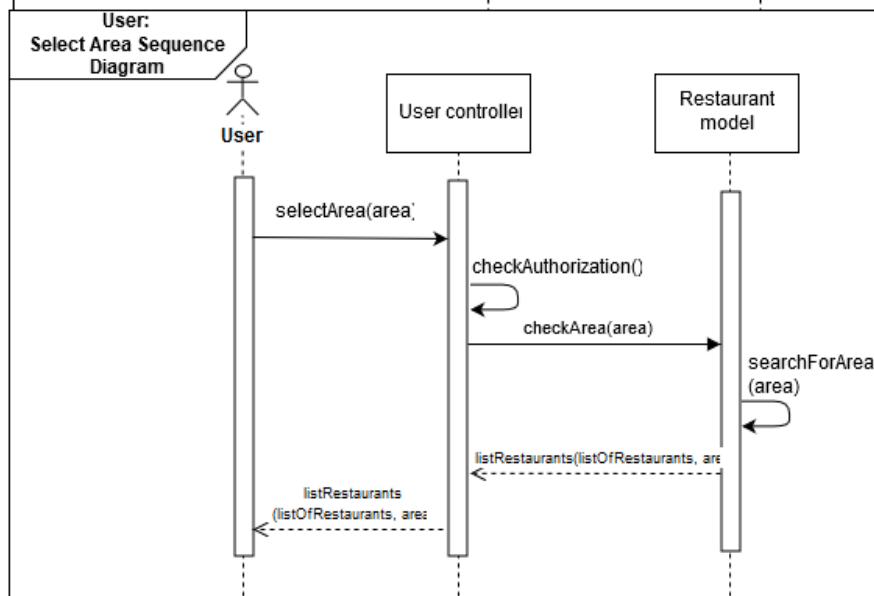 User:
Select Area Sequence
Diagram
User
User controller
Restaurant
model
selectArea(area)
checkAuthorization()
checkArea(area)
searchForArea
(area)
listRestaurants(listOfRestaurants, are
listRestaurants
(listOfRestaurants, area